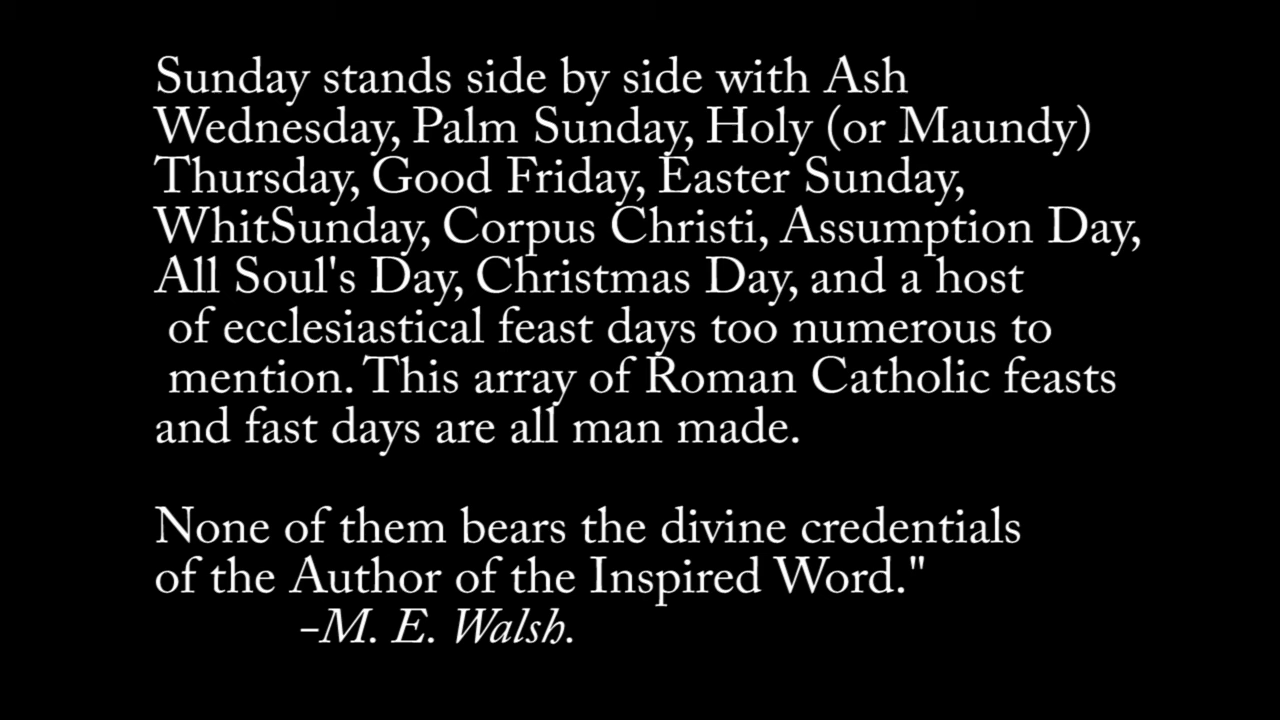 Sunday stands side by side with Ash
Wednesday, Palm Sunday, Holy (or Maundy)
Thursday, Good Friday, Easter Sunday,
WhitSunday, Corpus Christi, Assumption Day,
All Soul's Day, Christmas Day, and a host
of ecclesiastical feast days too numerous to
mention. This array of Roman Catholic feasts
and fast days are all man made.
None of them bears the divine credentials
of the Author of the Inspired Word."
–M. E. Walsh.